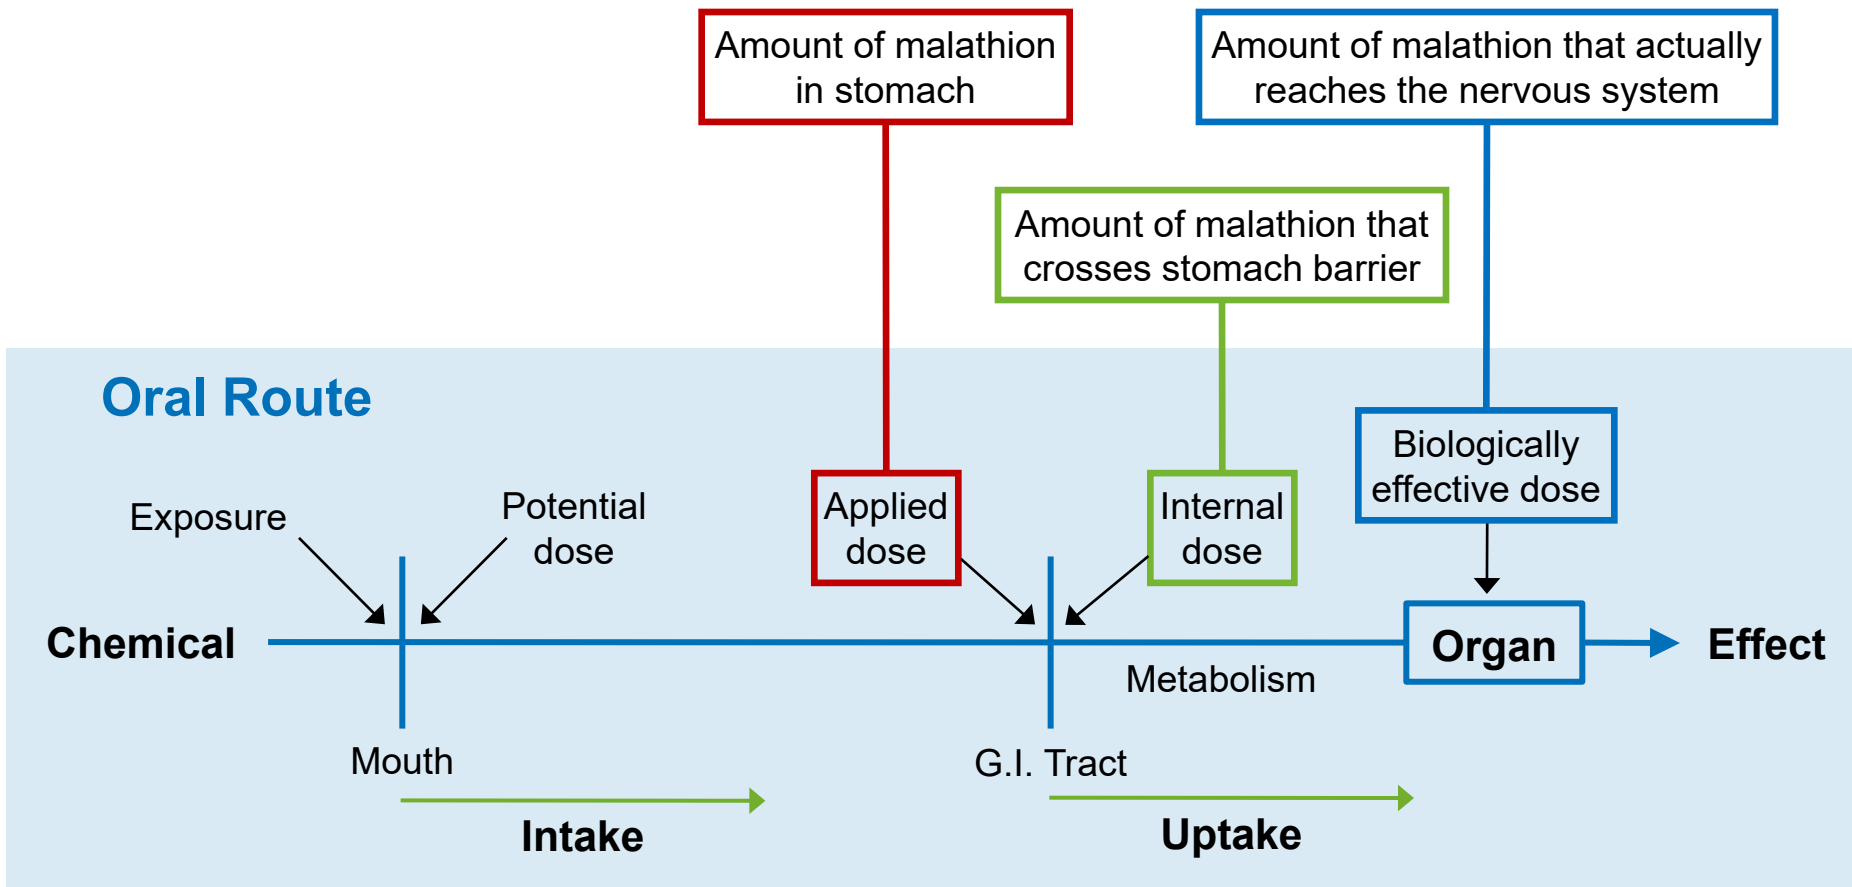 Amount of malathion
in stomach
Amount of malathion that actually
reaches the nervous system
Amount of malathion that
crosses stomach barrier
Oral Route
Exposure
Potential
dose
Applied
dose
Internal
dose
Biologically
effective dose
Chemical
Organ
Effect
Metabolism
Mouth
G.I. Tract
Intake
Uptake